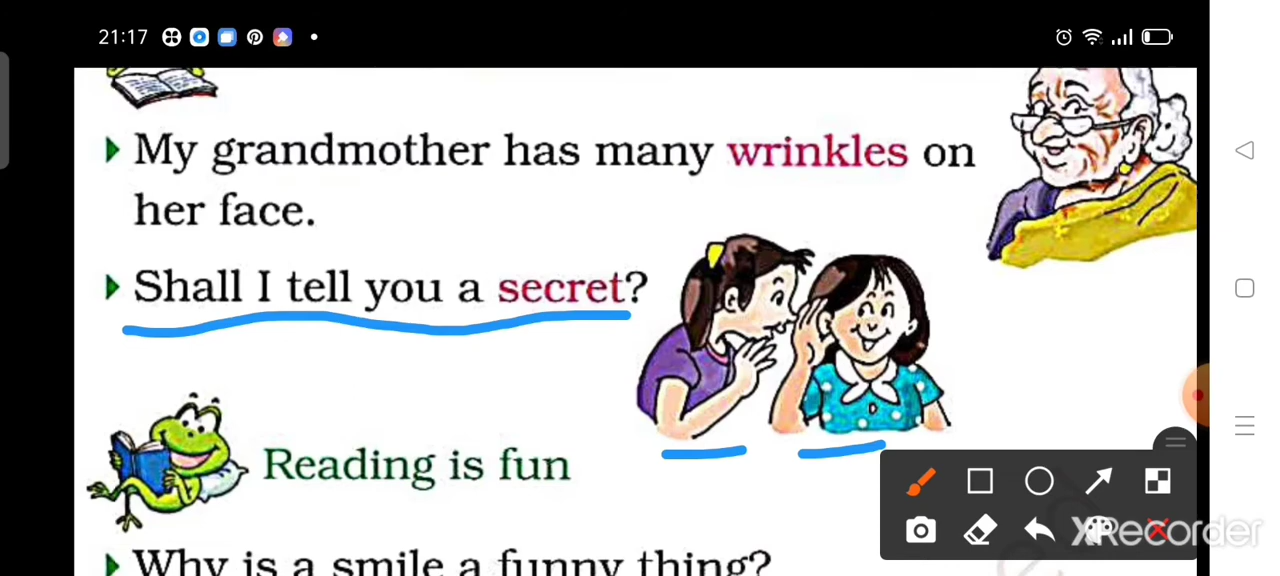 21:17
My grandmother has many wrinkles on
her face.
Shall I tell you a secret?
Reading is fun
Why is a smile a funny thing?
XRecorder